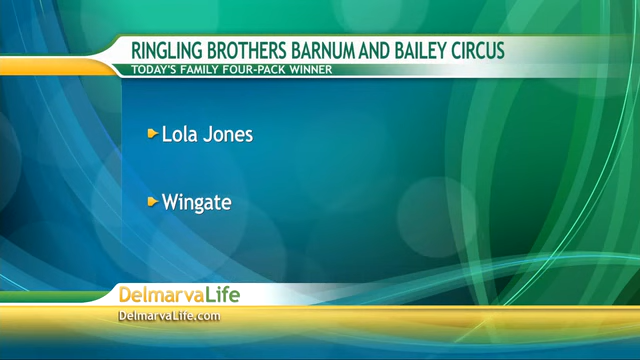 RINGLING BROTHERS BARNUM AND BAILEY CIRCUS
TODAY'S FAMILY FOUR-PACK WINNER
Lola Jones
Wingate
DelmarvaLife
DelmarvaLife.com